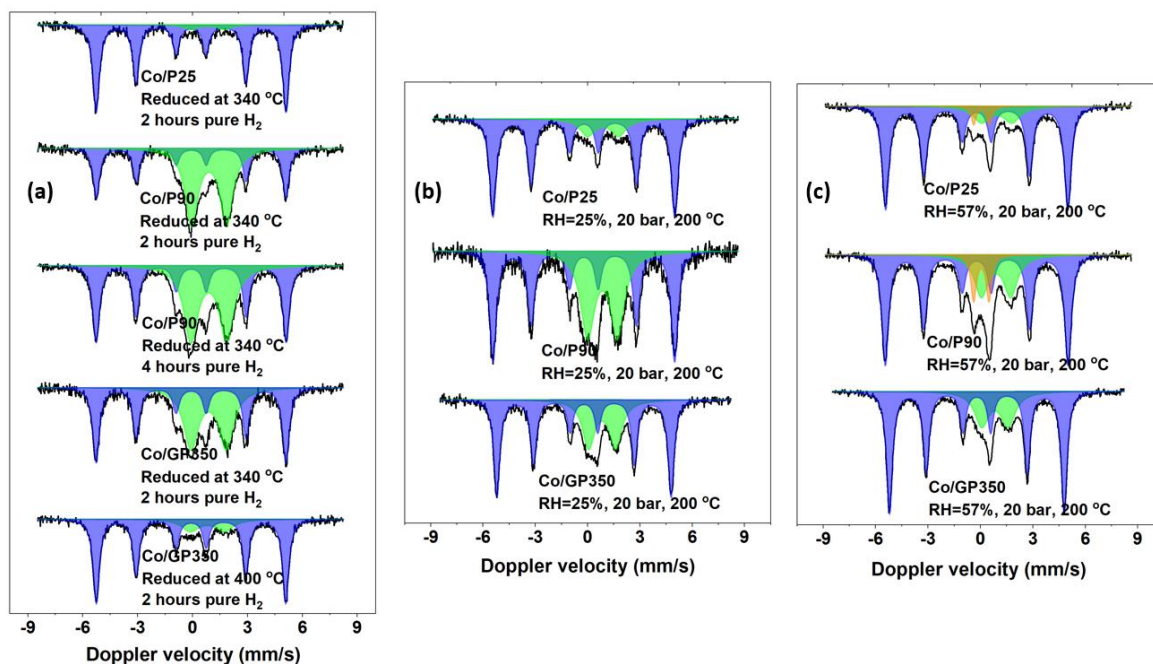 (a)
Co/P25
Reduced at 340 °C
2 hours pure H₂
Co/P90
Reduced at 340 °C
2 hours pure H₂
Co/P90
Reduced at 340 °C
4 hours pure H₂
Co/GP350
Reduced at 340 °C
2 hours pure H₂
Co/GP350
Reduced at 400 °C
2 hours pure H₂
-9 -6 -3 0 3 6 9
Doppler velocity (mm/s)
(b)
Co/P25
RH=25%, 20 bar, 200 °C
Co/P90
RH=25%, 20 bar, 200 °C
Co/GP350
RH=25%, 20 bar, 200 °C
-9 -6 -3 0 3 6 9
Doppler velocity (mm/s)
(c)
Co/P25
RH=57%, 20 bar, 200 °C
Co/P90
RH=57%, 20 bar, 200 °C
Co/GP350
RH=57%, 20 bar, 200 °C
-9 -6 -3 0 3 6 9
Doppler velocity (mm/s)